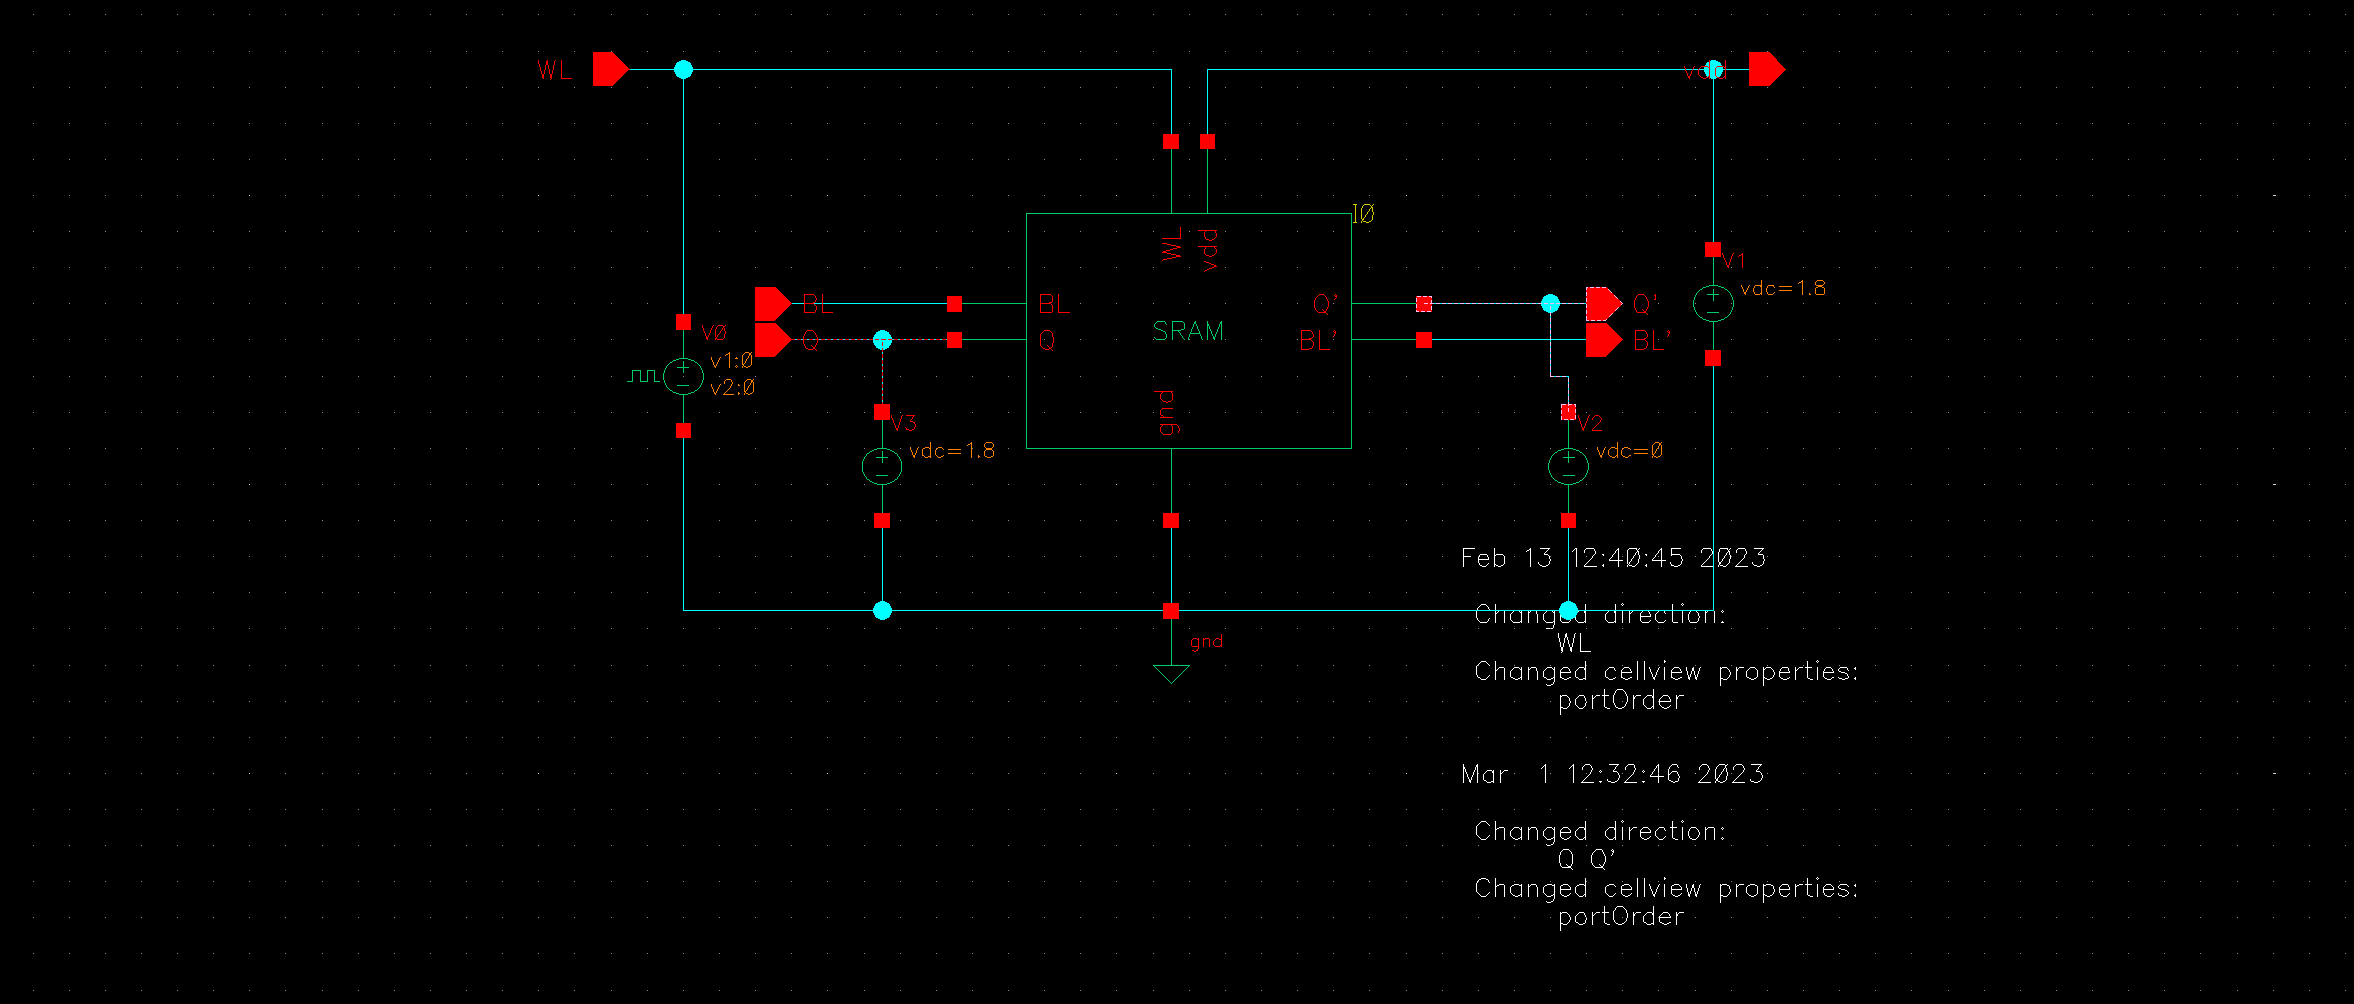 WL
vdd
I0
WL
vdd
V1
vdc=1.8
BL
BL
Q'
Q'
V0
Q
Q
SRAM
BL'
BL'
v1:0
v2:0
gnd
V3
V2
vdc=1.8
vdc=0
Feb 13 12:40:45 2023
Changed direction:
WL
gnd
Changed cellview properties:
portOrder
Mar 1 12:32:46 2023
Changed direction:
Q Q'
Changed cellview properties:
portOrder